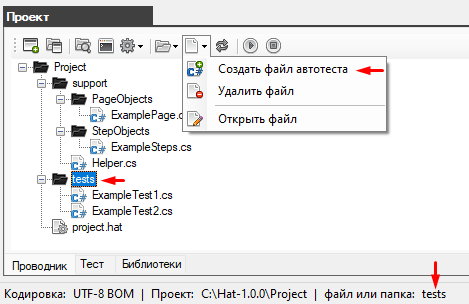 Проект
Создать файл автотеста
Удалить файл
Открыть файл
Project
support
PageObjects
ExamplePage.c
StepObjects
ExampleSteps.cs
Helper.cs
tests
ExampleTest1.cs
ExampleTest2.cs
project.hat
Проводник Тест Библиотеки
Кодировка: UTF-8 BOM | Проект: C:\Hat-1.0.0\Project | файл или папка: tests